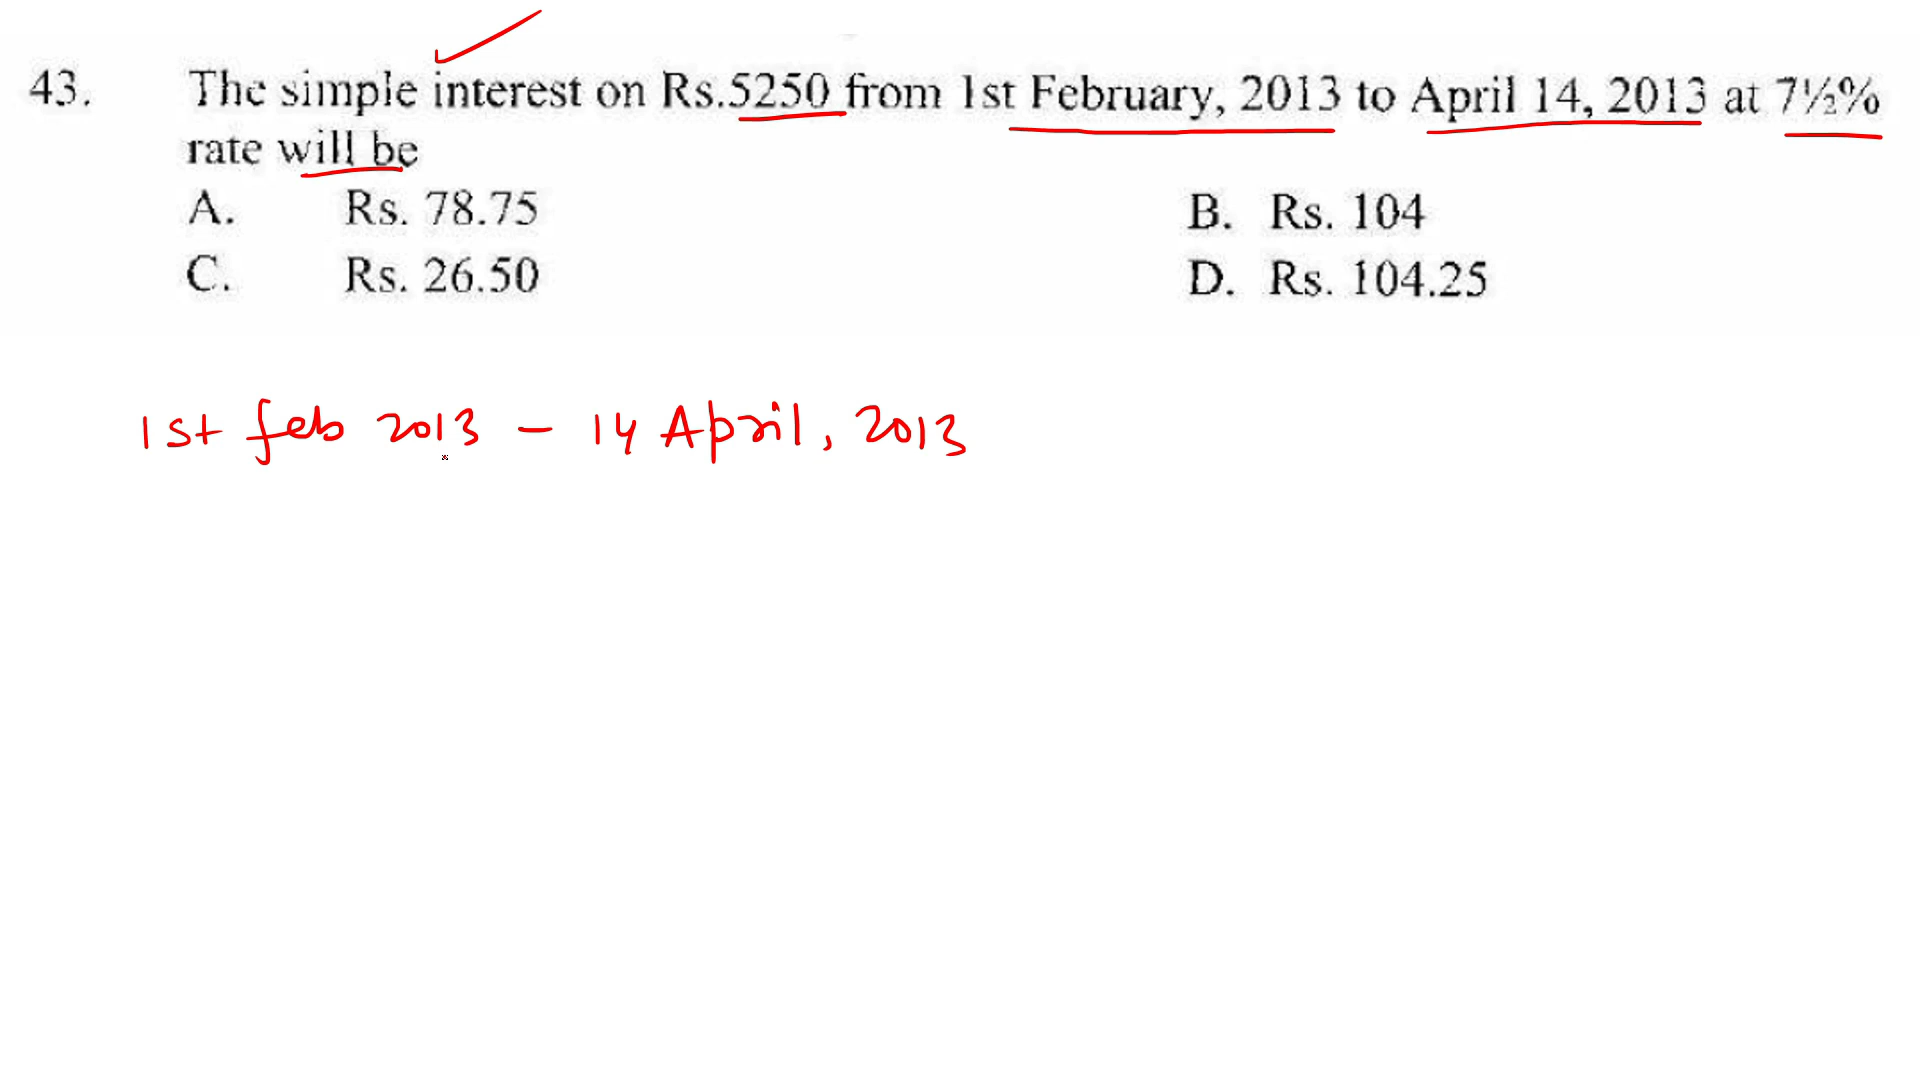 43. The simple interest on Rs.5250 from 1st February, 2013 to April 14, 2013 at 7½%
rate will be
A. Rs. 78.75 B. Rs. 104
C. Rs. 26.50 D. Rs. 104.25
1st feb 2013 - 14 April, 2013